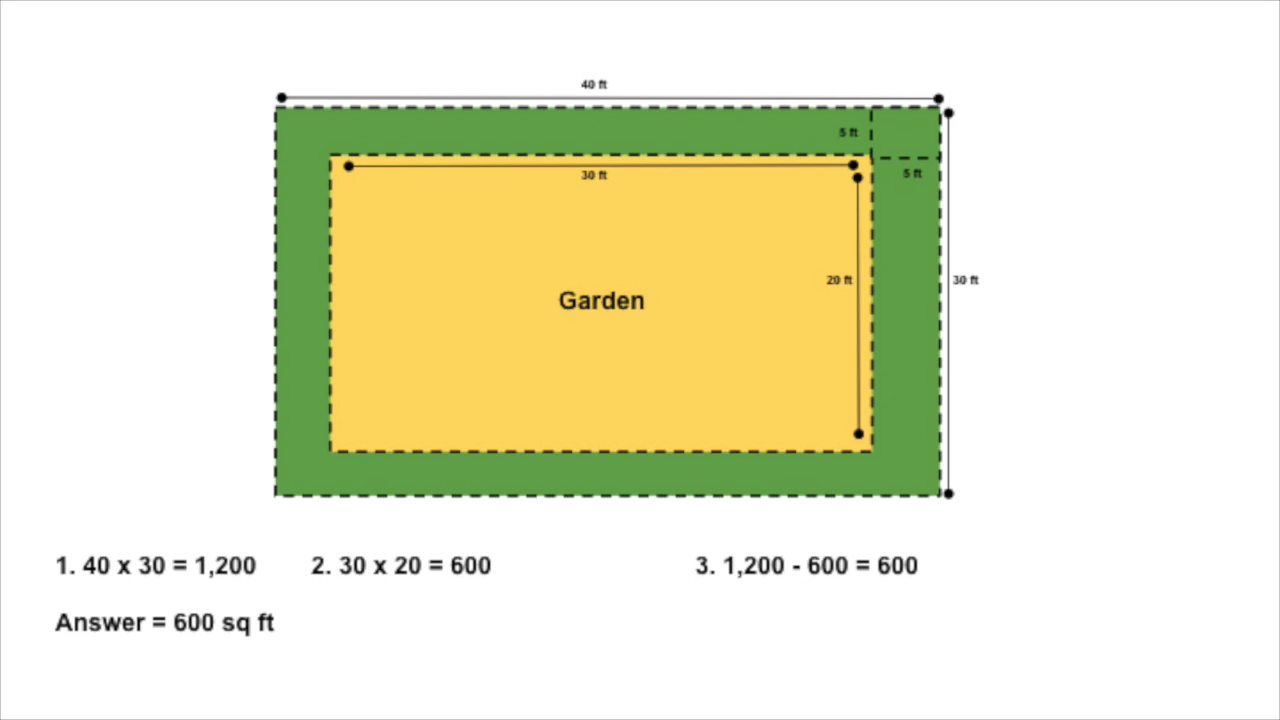 40 ft
5 ft
5 ft
30 ft
20 ft
30 ft
Garden
1. 40 x 30 = 1,200
2. 30 x 20 = 600
3. 1,200 - 600 = 600
Answer = 600 sq ft